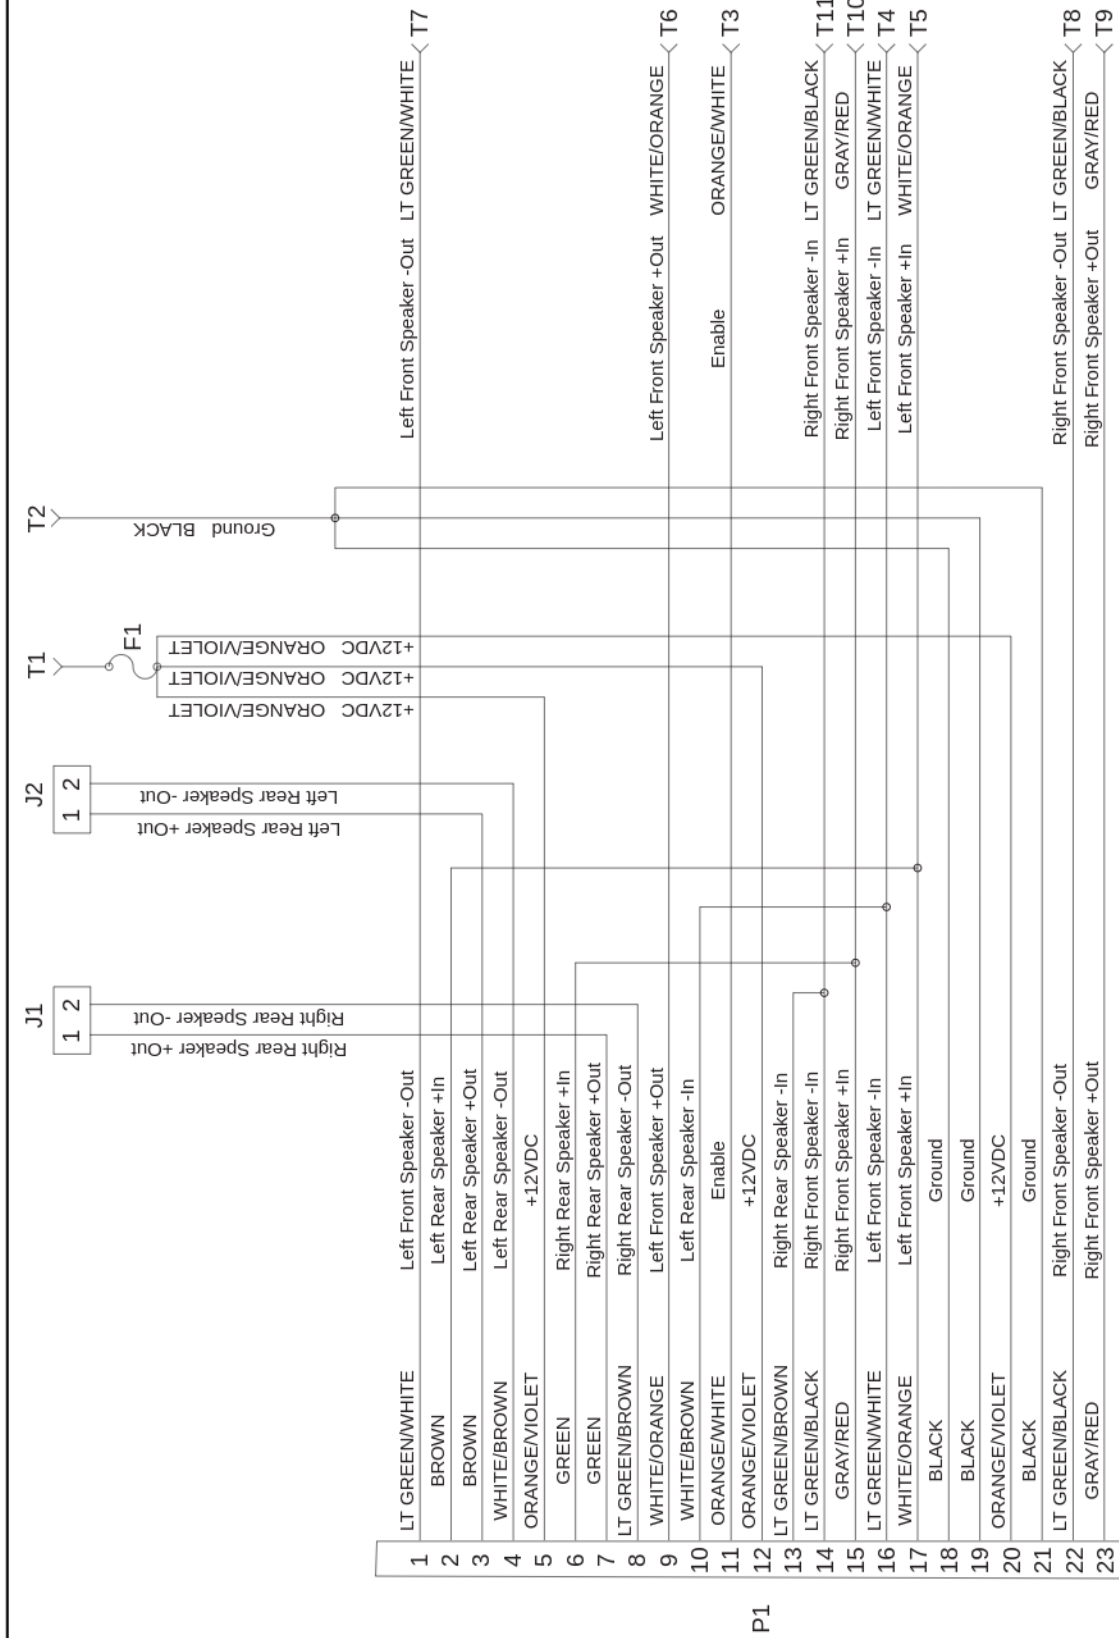 T7
T6
T3
T11
T10
T4
T5
T8
T9
LT GREEN/WHITE
WHITE/ORANGE
ORANGE/WHITE
LT GREEN/BLACK
GRAY/RED
LT GREEN/WHITE
WHITE/ORANGE
LT GREEN/BLACK
GRAY/RED
Left Front Speaker -Out
Left Front Speaker +Out
Enable
Right Front Speaker -In
Right Front Speaker +In
Left Front Speaker -In
Left Front Speaker +In
Right Front Speaker -Out
Right Front Speaker +Out
T2
Ground BLACK
T1
F1
+12VDC ORANGE/VIOLET
+12VDC ORANGE/VIOLET
+12VDC ORANGE/VIOLET
J2
1 2
Left Rear Speaker -Out
Left Rear Speaker +Out
J1
1 2
Right Rear Speaker -Out
Right Rear Speaker +Out
Left Front Speaker -Out
Left Rear Speaker +In
Left Rear Speaker +Out
Left Rear Speaker -Out
+12VDC
Right Rear Speaker +In
Right Rear Speaker +Out
Right Rear Speaker -Out
Left Front Speaker +Out
Left Rear Speaker -In
Enable
+12VDC
Right Rear Speaker -In
Right Front Speaker -In
Right Front Speaker +In
Left Front Speaker -In
Left Front Speaker +In
Ground
Ground
+12VDC
Ground
Right Front Speaker -Out
Right Front Speaker +Out
LT GREEN/WHITE
BROWN
BROWN
WHITE/BROWN
ORANGE/VIOLET
GREEN
GREEN
LT GREEN/BROWN
WHITE/ORANGE
WHITE/BROWN
ORANGE/WHITE
ORANGE/VIOLET
LT GREEN/BROWN
LT GREEN/BLACK
GRAY/RED
LT GREEN/WHITE
WHITE/ORANGE
BLACK
BLACK
ORANGE/VIOLET
BLACK
LT GREEN/BLACK
GRAY/RED
1
2
3
4
5
6
7
8
9
10
11
12
13
14
15
16
17
18
19
20
21
22
23
P1